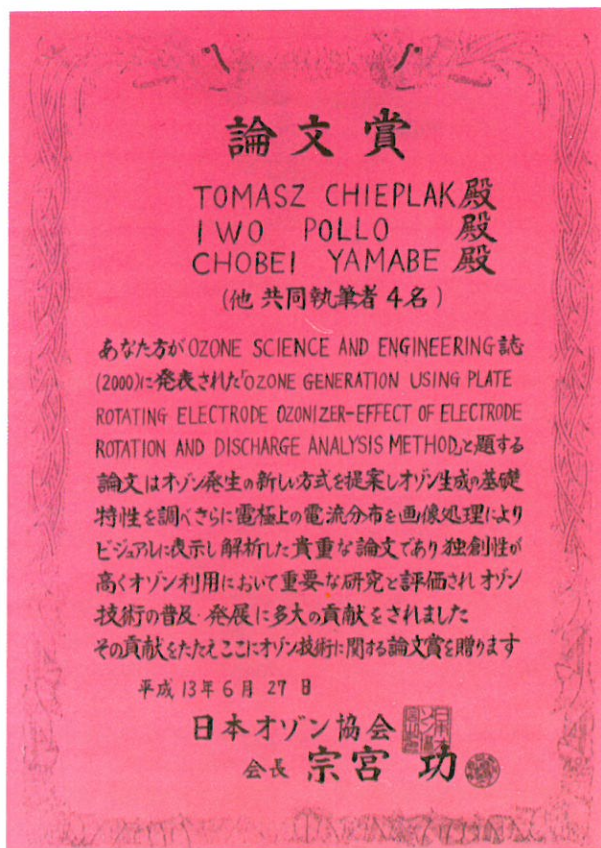 論文賞
TOMASZ CHIEPLAK殿
IWO POLLO 殿
CHOBEI YAMABE 殿
(他 共同執筆者 4名)
あなた方がOZONE SCIENCE AND ENGINEERING 誌
(2000)に発表された「OZONE GENERATION USING PLATE
ROTATING ELECTRODE OZONIZER-EFFECT OF ELECTRODE
ROTATION AND DISCHARGE ANALYSIS METHOD」と題する
論文はオゾン発生の新しい方式を提案しオゾン生成の基礎
特性を調べさらに電極上の電流分布を画像処理により
ビジュアルに表示し解析した貴重な論文であり独創性が
高くオゾン利用において重要な研究と評価されオゾン
技術の普及・発展に多大の貢献をされました
その貢献をたたえここにオゾン技術に関する論文賞を贈ります
平成13年6月27日
日本オゾン協会
会長 宗宮 功